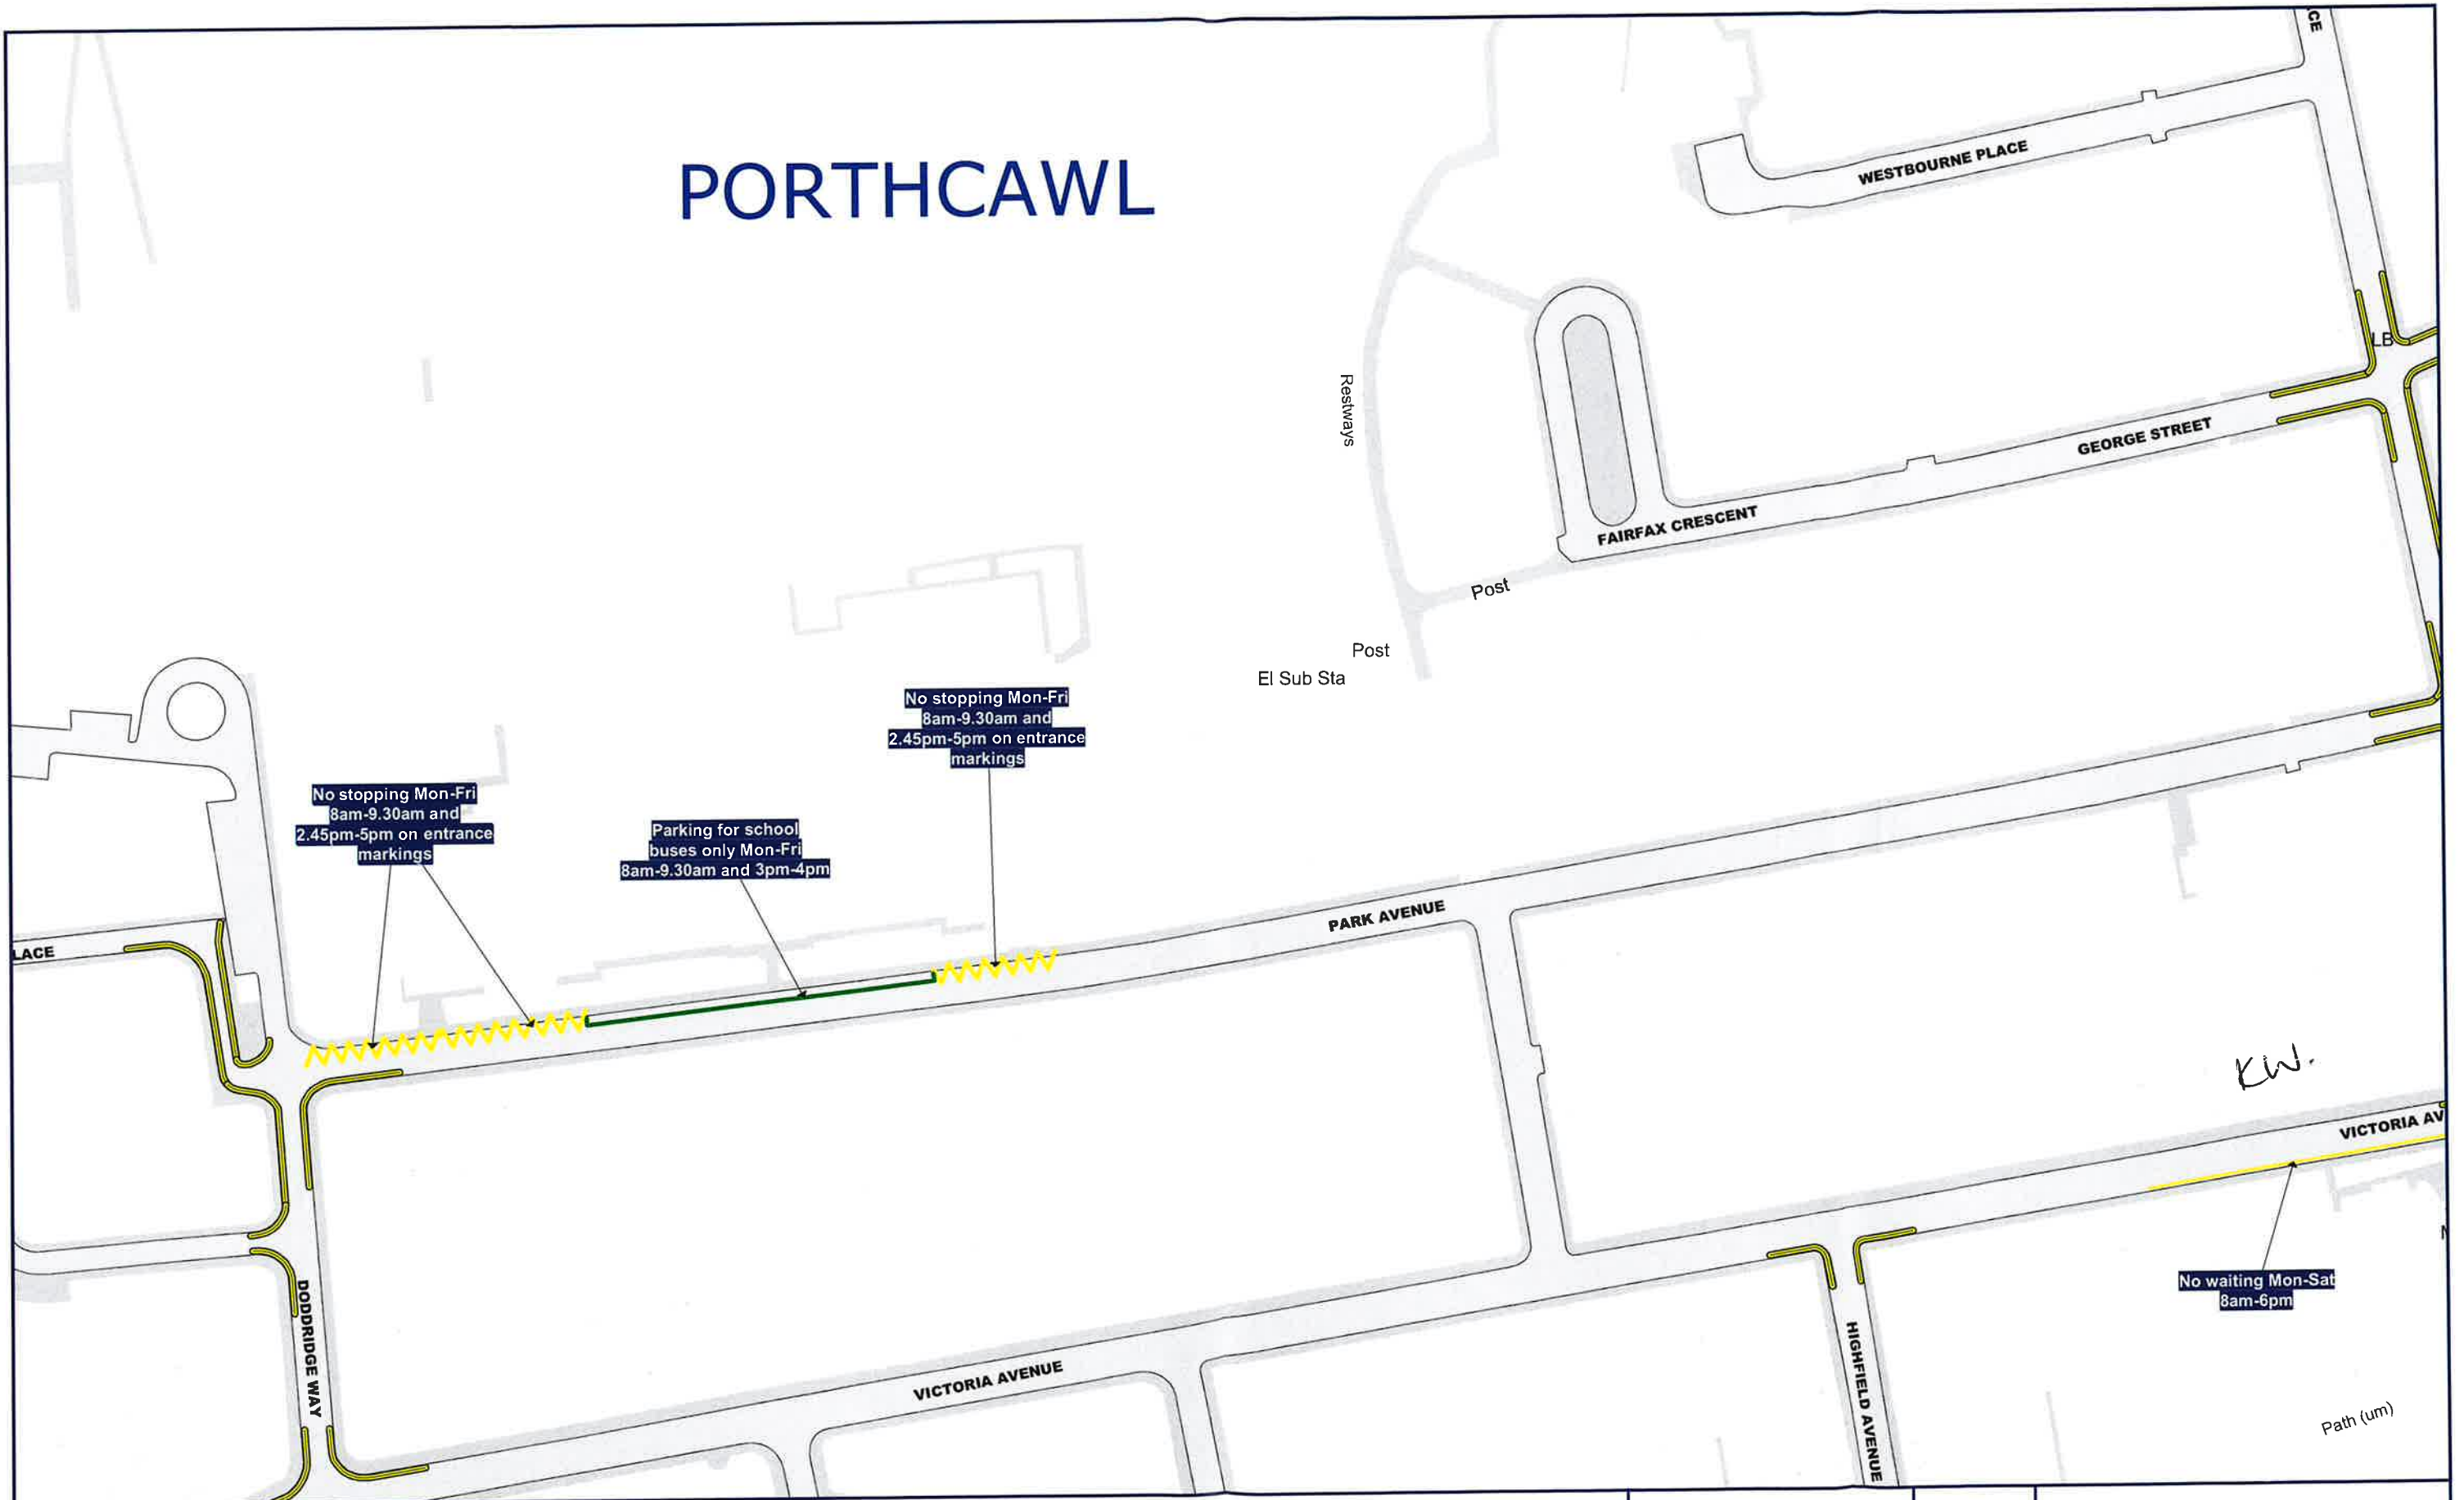 CE
PORTHCAWL
WESTBOURNE PLACE
LB
Restways
GEORGE STREET
FAIRFAX CRESCENT
Post
Post
El Sub Sta
No stopping Mon-Fri
8am-9.30am and
2.45pm-5pm on entrance
markings
No stopping Mon-Fri
8am-9.30am and
2.45pm-5pm on entrance
markings
Parking for school
buses only Mon-Fri
8am-9.30am and 3pm-4pm
PARK AVENUE
LACE
KW.
VICTORIA AV
No waiting Mon-Sat
8am-6pm
DODDRIDGE WAY
VICTORIA AVENUE
HIGHFIELD AVENUE
Path (um)